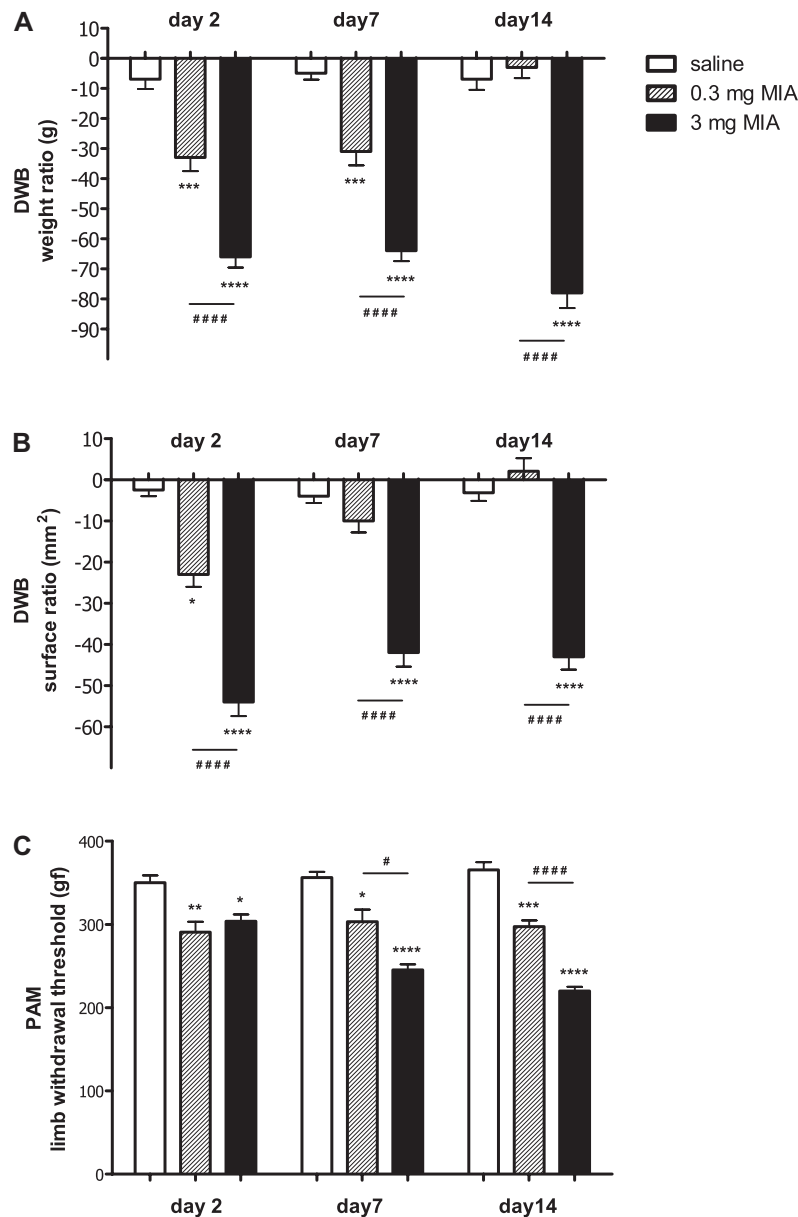 A
day 2
day7
day14
10
0
-10
-20
-30
-40
-50
-60
-70
-80
-90
DWB
weight ratio (g)
***
****
####
***
****
####
****
####
saline
0.3 mg MIA
3 mg MIA
B
day 2
day7
day14
10
0
-10
-20
-30
-40
-50
-60
DWB
surface ratio (mm²)
*
****
####
****
####
****
####
C
400
300
200
100
0
PAM
limb withdrawal threshold (gf)
**
*
#
*
****
####
***
****
day 2
day7
day14